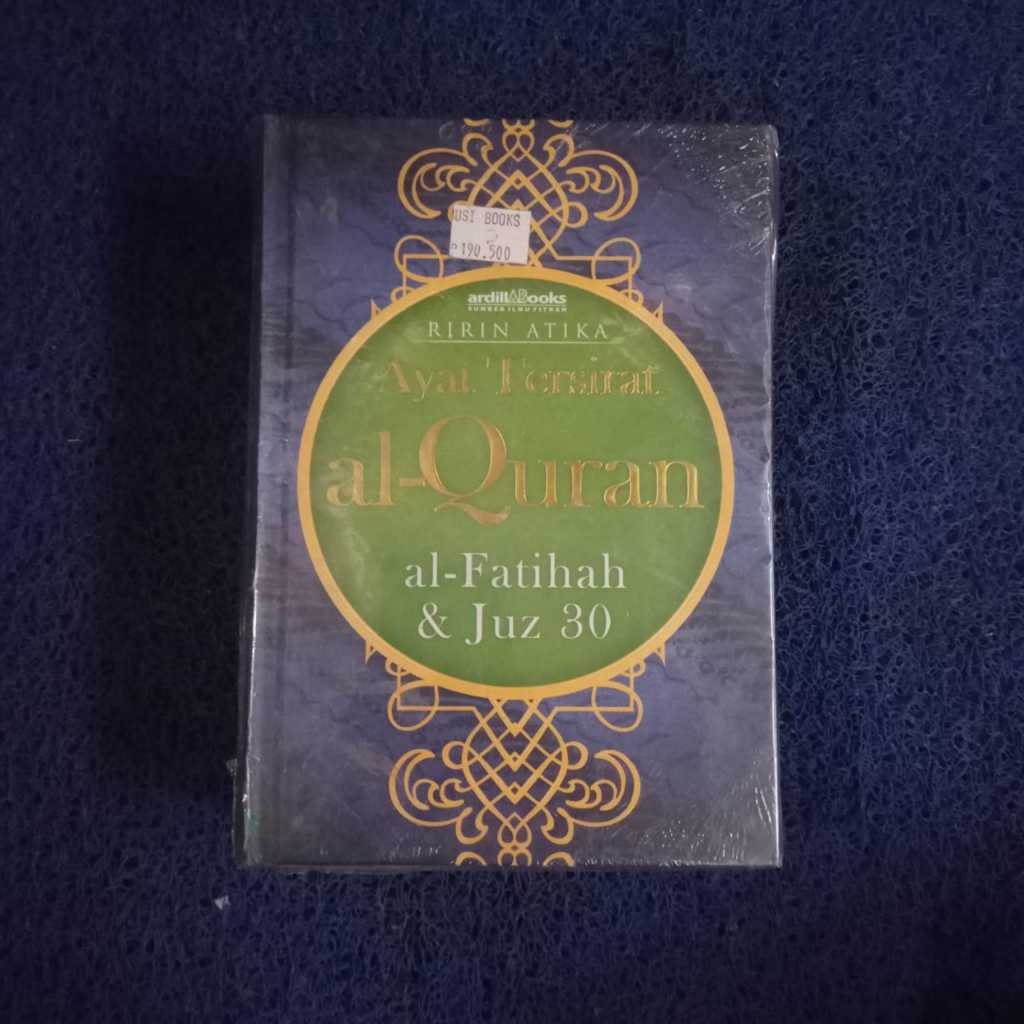 USI BOOKS
190.500
ardillABooks
SUMBER ILMU FITRAH
RIRIN ATIKA
Ayat Tersirat
al-Quran
al-Fatihah
& Juz 30